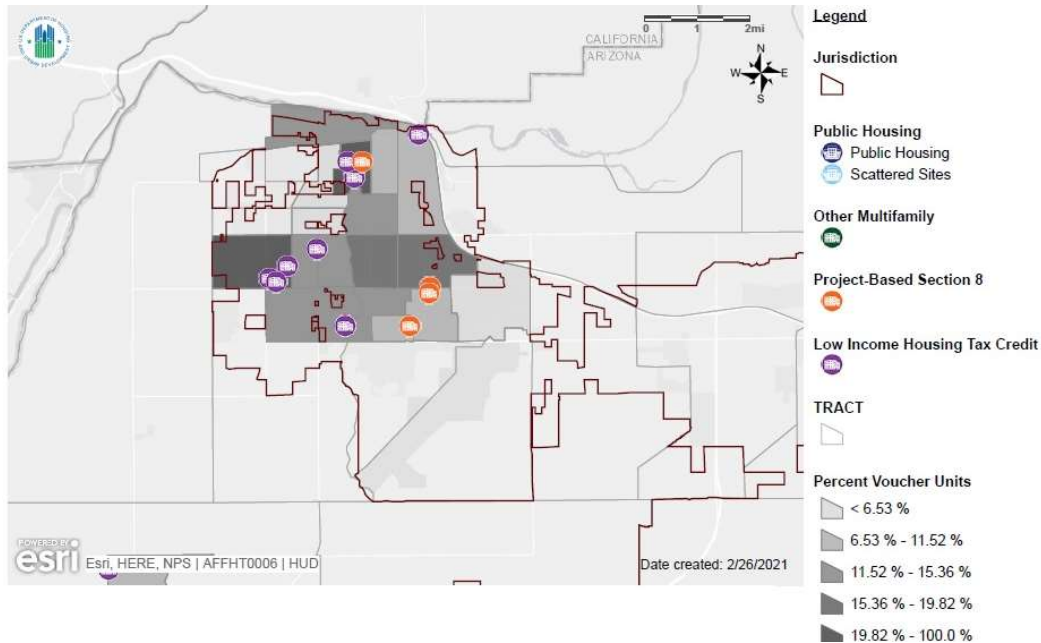 0 1 2mi
CALIFORNIA
ARIZONA
N
W E
S
POWERED BY
esri
Esri, HERE, NPS | AFFHT0006 | HUD
Date created: 2/26/2021
Legend
Jurisdiction
Public Housing
Public Housing
Scattered Sites
Other Multifamily
Project-Based Section 8
Low Income Housing Tax Credit
TRACT
Percent Voucher Units
< 6.53 %
6.53 % - 11.52 %
11.52 % - 15.36 %
15.36 % - 19.82 %
19.82 % - 100.0 %